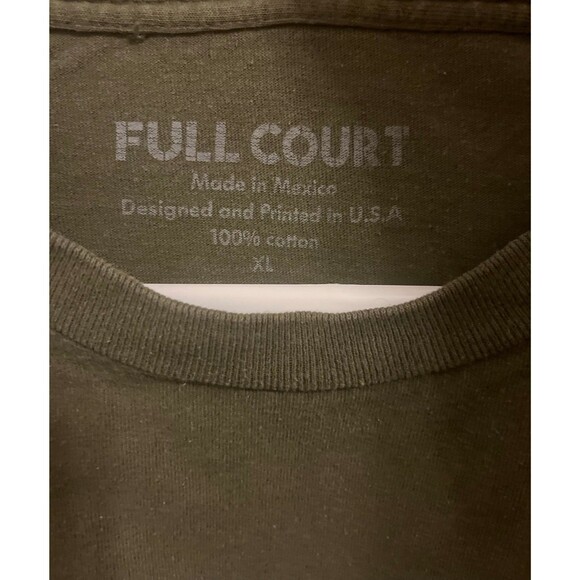 FULL COURT
Made in Mexico
Designed and Printed in U.S.A
100% cotton
XL